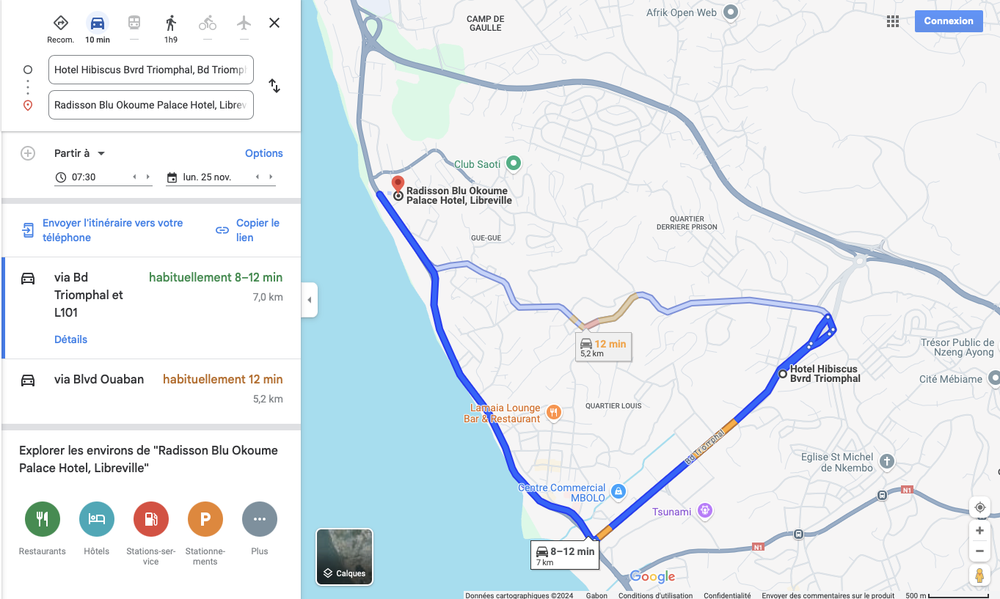 Recom.
10 min
—
1h9
—
—
Hotel Hibiscus Bvrd Triomphal, Bd Triomp
Radisson Blu Okoume Palace Hotel, Librev
Partir à
Options
07:30
lun. 25 nov.
Envoyer l'itinéraire vers votre
téléphone
Copier le
lien
via Bd
Triomphal et
L101
habituellement 8–12 min
7,0 km
Détails
via Blvd Ouaban
habituellement 12 min
5,2 km
Explorer les environs de "Radisson Blu Okoume
Palace Hotel, Libreville"
Restaurants
Hôtels
Stations-ser-
vice
P
Stationne-
ments
Plus
CAMP DE
GAULLE
Afrik Open Web
Connexion
Club Saoti
Radisson Blu Okoume
Palace Hotel, Libreville
QUARTIER
DERRIERE PRISON
GUE-GUE
12 min
5,2 km
Trésor Public de
Nzeng Ayong
Hotel Hibiscus
Bvrd Triomphal
Cité Mébiame
QUARTIER LOUIS
Lamaia Lounge
Bar & Restaurant
Bd Triomphal
Eglise St Michel
de Nkembo
Centre Commercial
MBOLO
N1
Tsunami
N1
8–12 min
7 km
Calques
Google
Données cartographiques ©2024
Gabon
Conditions d'utilisation
Confidentialité
Envoyer des commentaires sur le produit
500 m